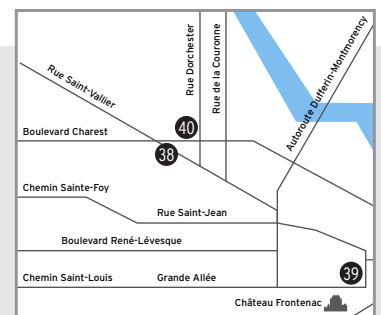 Rue Saint-Vallier
Rue Dorchester
Rue de la Couronne
Autoroute Dufferin-Montmorency
Boulevard Charest
40
38
Chemin Sainte-Foy
Rue Saint-Jean
Boulevard René-Lévesque
Chemin Saint-Louis
Grande Allée
39
Château Frontenac